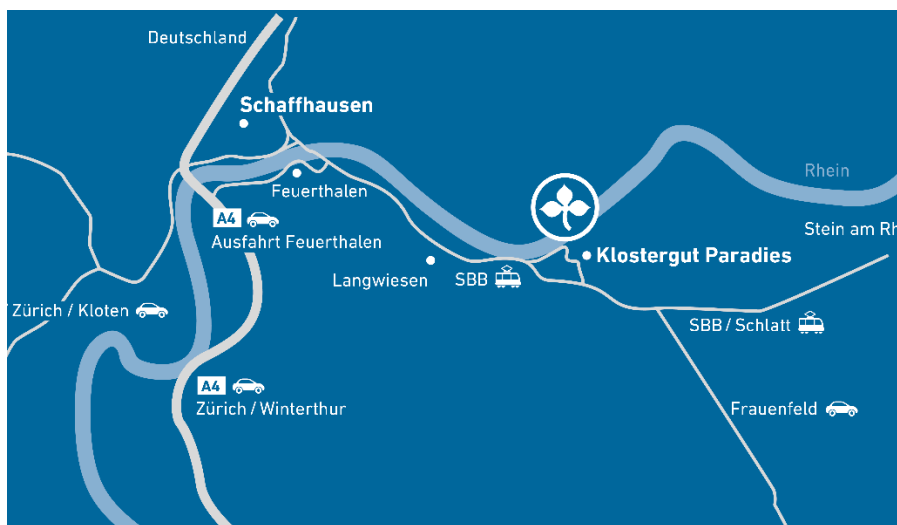 Deutschland
Schaffhausen
Rhein
Feuerthalen
A4
Ausfahrt Feuerthalen
Stein am Rh
Klostergut Paradies
Langwiesen
SBB
Zürich / Kloten
SBB / Schlatt
A4
Zürich / Winterthur
Frauenfeld